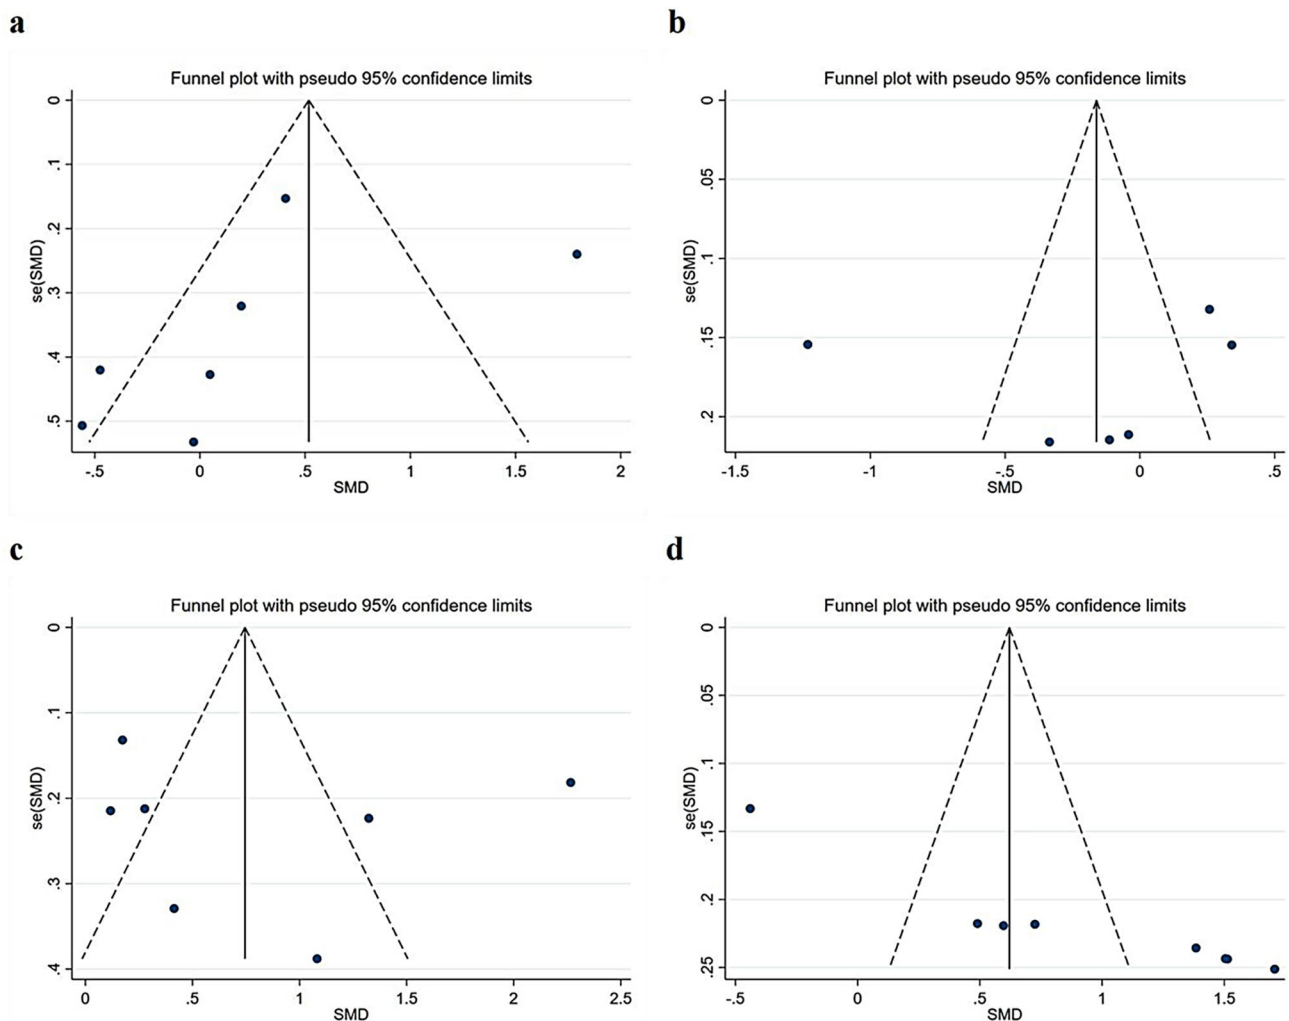 a
Funnel plot with pseudo 95% confidence limits
0
.1
.2
.3
.4
.5
se(SMD)
-.5 0 .5 1 1.5 2
SMD
b
Funnel plot with pseudo 95% confidence limits
0
.05
.1
.15
.2
se(SMD)
-1.5 -1 -.5 0 .5
SMD
c
Funnel plot with pseudo 95% confidence limits
0
.1
.2
.3
.4
se(SMD)
0 .5 1 1.5 2 2.5
SMD
d
Funnel plot with pseudo 95% confidence limits
0
.05
.1
.15
.2
.25
se(SMD)
-.5 0 .5 1 1.5
SMD